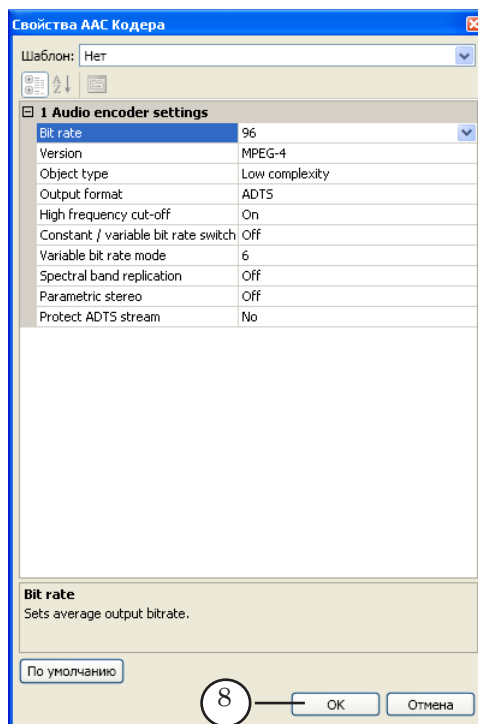 Свойства AAC Кодера
Шаблон: Нет
1 Audio encoder settings
Bit rate 96
Version MPEG-4
Object type Low complexity
Output format ADTS
High frequency cut-off On
Constant / variable bit rate switch Off
Variable bit rate mode 6
Spectral band replication Off
Parametric stereo Off
Protect ADTS stream No
Bit rate
Sets average output bitrate.
По умолчанию
8 OK Отмена